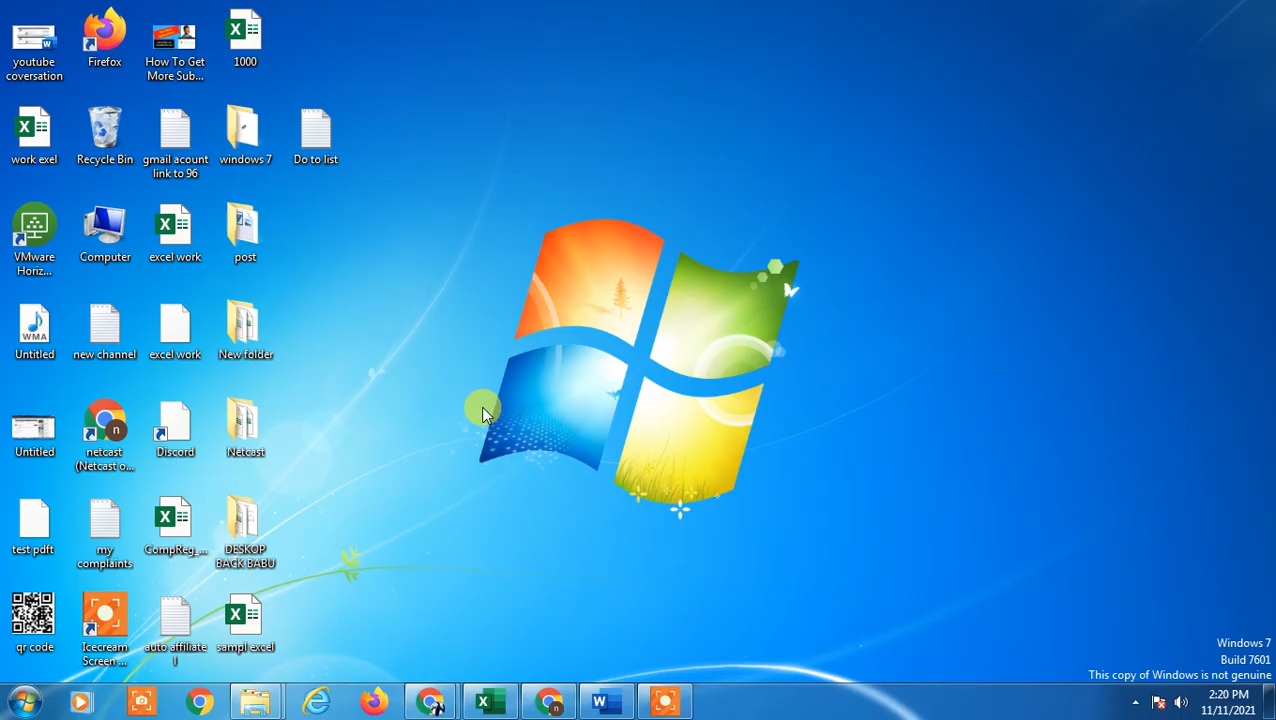 youtube
coversation
Firefox
How To Get
More Sub...
1000
work exel
Recycle Bin
gmail acount
link to 96
windows 7
Do to list
VMware
Horiz...
Computer
excel work
post
WMA
Untitled
new channel
excel work
New folder
Untitled
netcast
(Netcast o...
Discord
Netcast
test pdft
my
complaints
CompReg_...
DESKOP
BACK BABU
qr code
Icecream
Screen ...
auto affiliate
l
sampl excel
Windows 7
Build 7601
This copy of Windows is not genuine
2:20 PM
11/11/2021